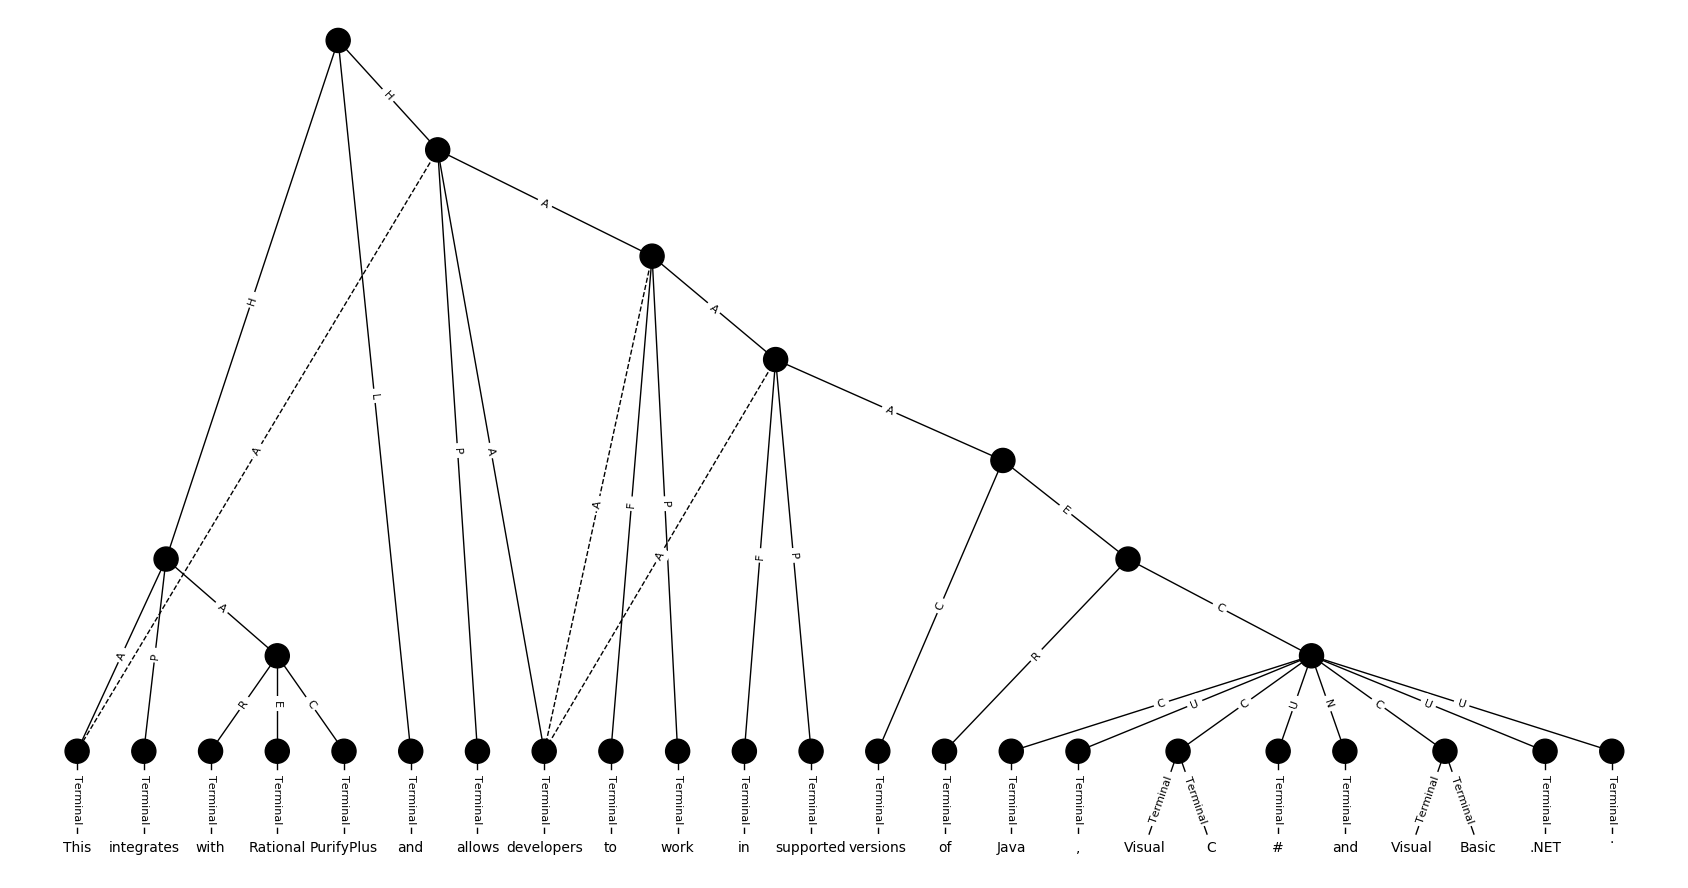 H
A
H
A
A
L
A
P
A
A
F
P
A
F
P
C
E
R
C
A
P
A
R
E
C
C
U
C
U
N
C
U
U
Terminal Terminal Terminal Terminal Terminal Terminal Terminal Terminal Terminal Terminal Terminal Terminal Terminal Terminal Terminal Terminal Terminal Terminal Terminal Terminal Terminal Terminal Terminal Terminal
This integrates with Rational PurifyPlus and allows developers to work in supported versions of Java , Visual C # and Visual Basic .NET .